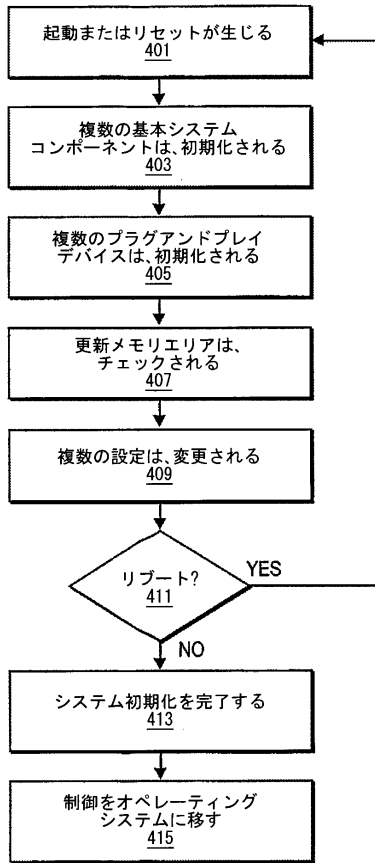 起動またはリセットが生じる
401
複数の基本システム
コンポーネントは、初期化される
403
複数のプラグアンドプレイ
デバイスは、初期化される
405
更新メモリエリアは、
チェックされる
407
複数の設定は、変更される
409
リブート?
411
YES
NO
システム初期化を完了する
413
制御をオペレーティング
システムに移す
415